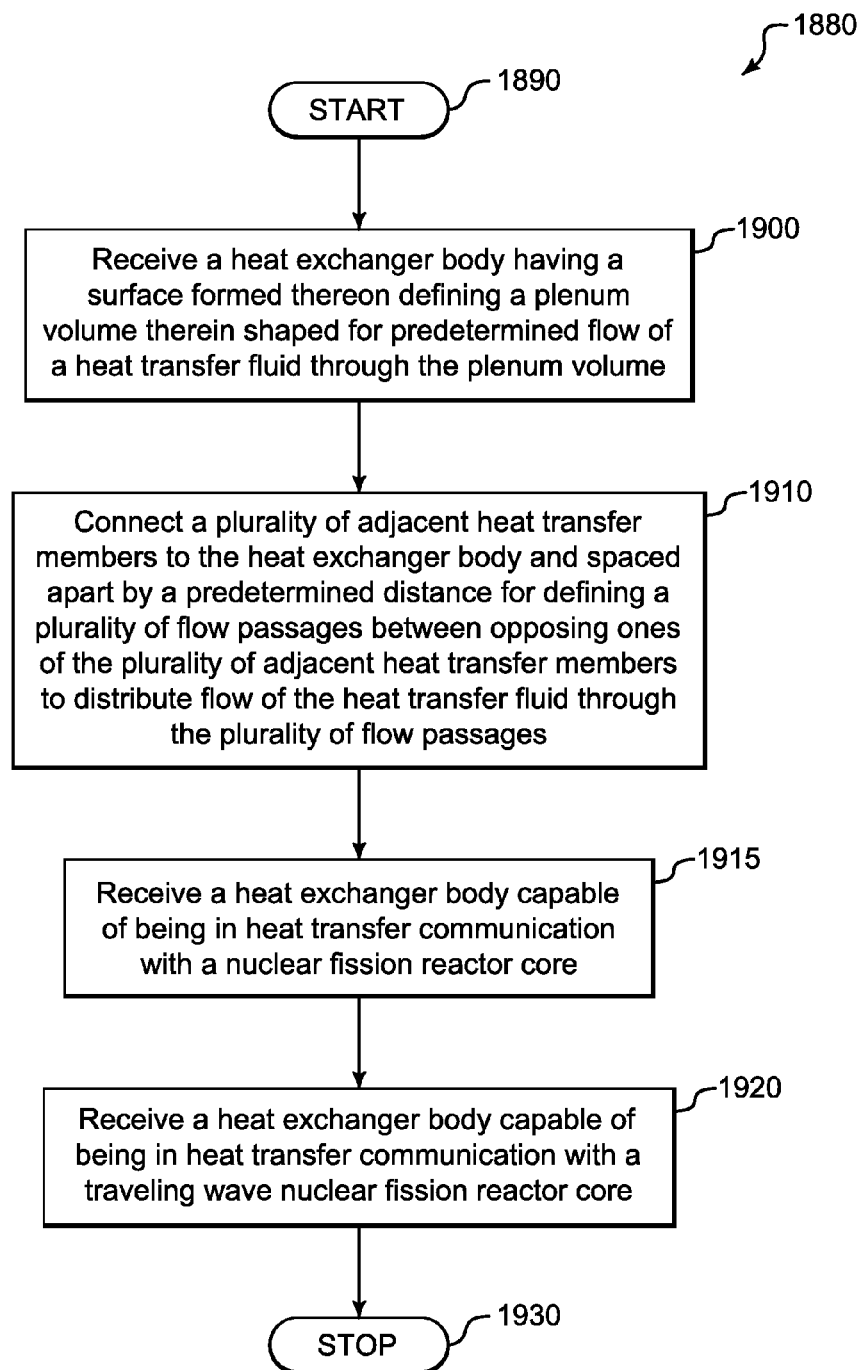 1880
START
1890
1900
Receive a heat exchanger body having a
surface formed thereon defining a plenum
volume therein shaped for predetermined flow of
a heat transfer fluid through the plenum volume
1910
Connect a plurality of adjacent heat transfer
members to the heat exchanger body and spaced
apart by a predetermined distance for defining a
plurality of flow passages between opposing ones
of the plurality of adjacent heat transfer members
to distribute flow of the heat transfer fluid through
the plurality of flow passages
1915
Receive a heat exchanger body capable
of being in heat transfer communication
with a nuclear fission reactor core
1920
Receive a heat exchanger body capable of
being in heat transfer communication with a
traveling wave nuclear fission reactor core
STOP
1930